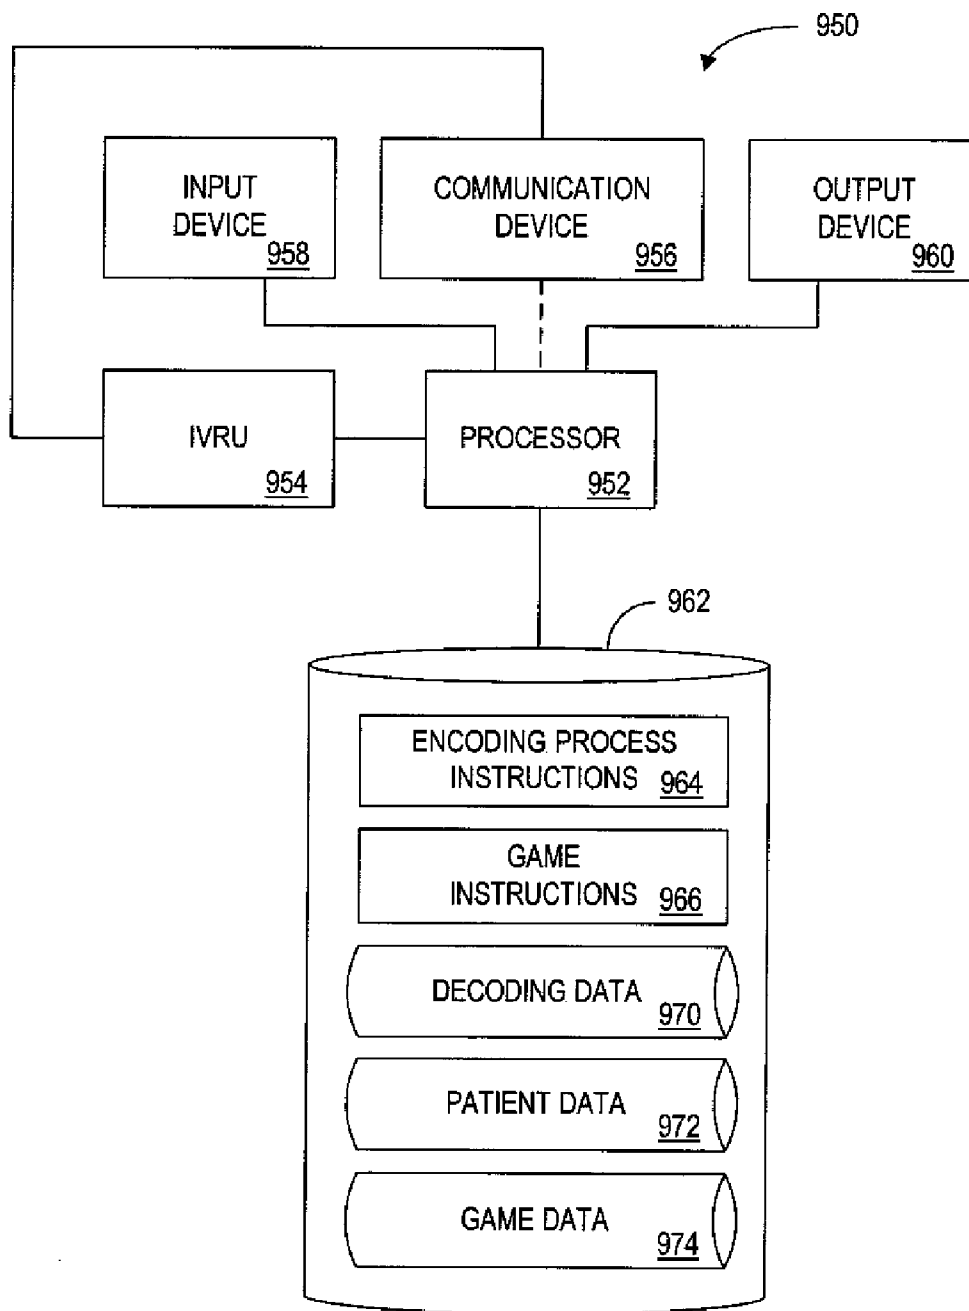 950
INPUT
DEVICE
958
COMMUNICATION
DEVICE
956
OUTPUT
DEVICE
960
IVRU
954
PROCESSOR
952
962
ENCODING PROCESS
INSTRUCTIONS 964
GAME
INSTRUCTIONS 966
DECODING DATA
970
PATIENT DATA
972
GAME DATA
974